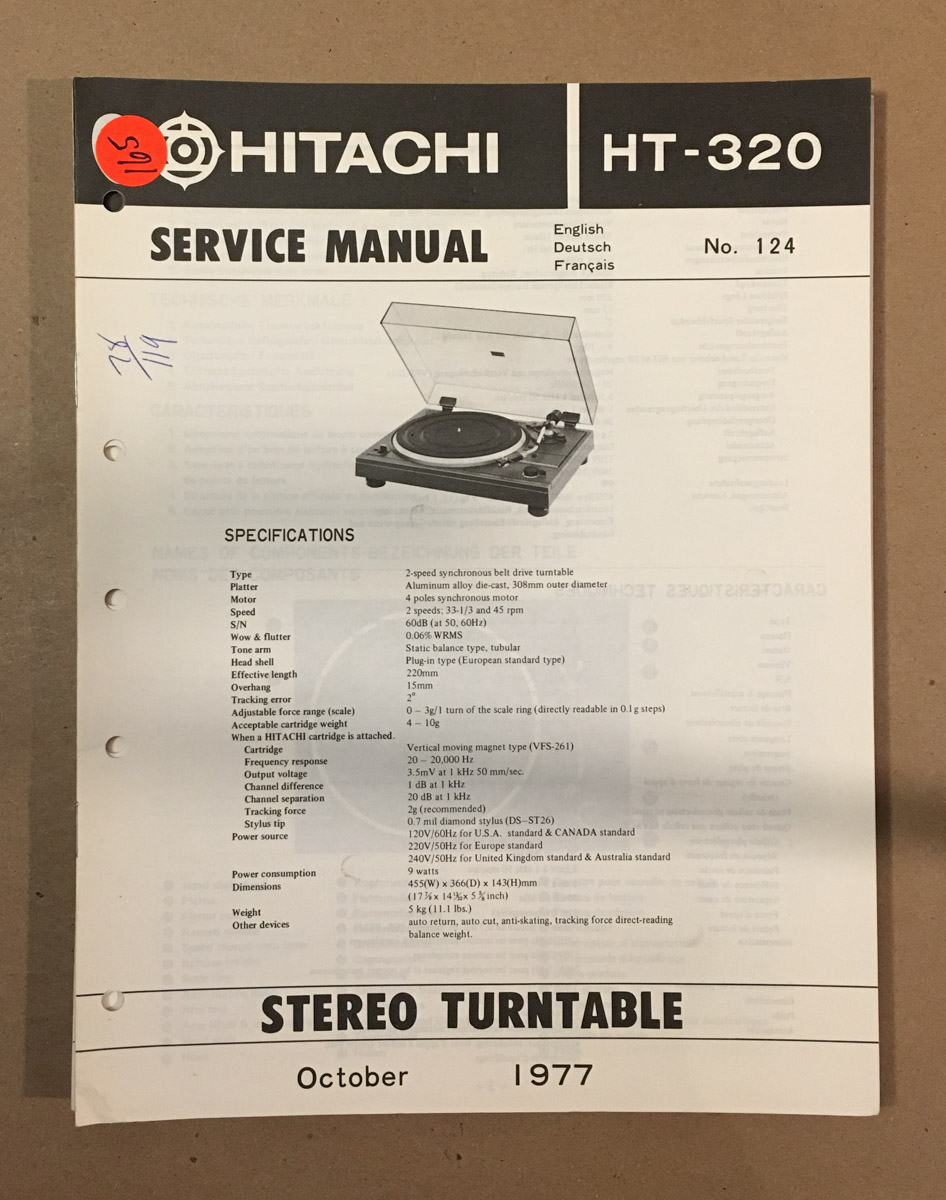 165
HITACHI
HT-320
SERVICE MANUAL
English
Deutsch
Français
No. 124
28/119
SPECIFICATIONS
Type 2-speed synchronous belt drive turntable
Platter Aluminum alloy die-cast, 308mm outer diameter
Motor 4 poles synchronous motor
Speed 2 speeds; 33-1/3 and 45 rpm
S/N 60dB (at 50, 60Hz)
Wow & flutter 0.06% WRMS
Tone arm Static balance type, tubular
Head shell Plug-in type (European standard type)
Effective length 220mm
Overhang 15mm
Tracking error 2°
Adjustable force range (scale) 0 – 3g/1 turn of the scale ring (directly readable in 0.1 g steps)
Acceptable cartridge weight 4 – 10g
When a HITACHI cartridge is attached.
Cartridge Vertical moving magnet type (VFS-261)
Frequency response 20 – 20,000 Hz
Output voltage 3.5mV at 1 kHz 50 mm/sec.
Channel difference 1 dB at 1 kHz
Channel separation 20 dB at 1 kHz
Tracking force 2g (recommended)
Stylus tip 0.7 mil diamond stylus (DS–ST26)
Power source 120V/60Hz for U.S.A. standard & CANADA standard
220V/50Hz for Europe standard
240V/50Hz for United Kingdom standard & Australia standard
Power consumption 9 watts
Dimensions 455(W) x 366(D) x 143(H)mm
Weight 5 kg (11.1 lbs.)
Other devices auto return, auto cut, anti-skating, tracking force direct-reading
balance weight.
STEREO TURNTABLE
October 1977